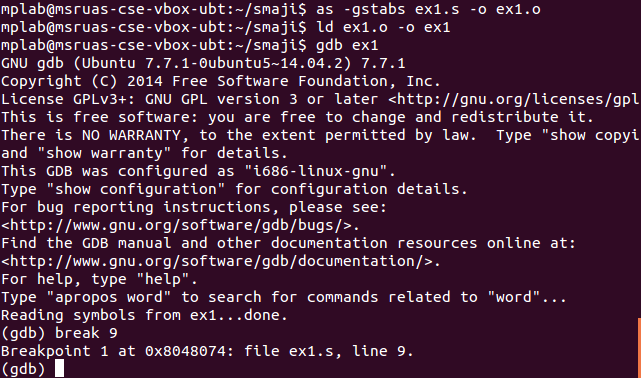 mplab@msruas-cse-vbox-ubt:~/smaji$ as -gstabs ex1.s -o ex1.o
mplab@msruas-cse-vbox-ubt:~/smaji$ ld ex1.o -o ex1
mplab@msruas-cse-vbox-ubt:~/smaji$ gdb ex1
GNU gdb (Ubuntu 7.7.1-0ubuntu5~14.04.2) 7.7.1
Copyright (C) 2014 Free Software Foundation, Inc.
License GPLv3+: GNU GPL version 3 or later <http://gnu.org/licenses/gpl
This is free software: you are free to change and redistribute it.
There is NO WARRANTY, to the extent permitted by law.  Type "show copyi
and "show warranty" for details.
This GDB was configured as "i686-linux-gnu".
Type "show configuration" for configuration details.
For bug reporting instructions, please see:
<http://www.gnu.org/software/gdb/bugs/>.
Find the GDB manual and other documentation resources online at:
<http://www.gnu.org/software/gdb/documentation/>.
For help, type "help".
Type "apropos word" to search for commands related to "word"...
Reading symbols from ex1...done.
(gdb) break 9
Breakpoint 1 at 0x8048074: file ex1.s, line 9.
(gdb)